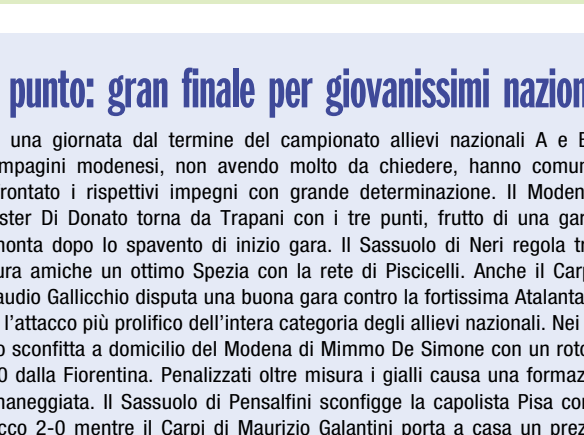 punto: gran finale per giovanissimi nazion
una giornata dal termine del campionato allievi nazionali A e B
mpagini modenesi, non avendo molto da chiedere, hanno comun
rontato i rispettivi impegni con grande determinazione. Il Moden
ster Di Donato torna da Trapani con i tre punti, frutto di una gar
monta dopo lo spavento di inizio gara. Il Sassuolo di Neri regola tr
ura amiche un ottimo Spezia con la rete di Piscicelli. Anche il Carp
audio Gallicchio disputa una buona gara contro la fortissima Atalanta
l’attacco più prolifico dell’intera categoria degli allievi nazionali. Nei
o sconfitta a domicilio del Modena di Mimmo De Simone con un roto
0 dalla Fiorentina. Penalizzati oltre misura i gialli causa una formaz
maneggiata. Il Sassuolo di Pensalfini sconfigge la capolista Pisa con
cco 2-0 mentre il Carpi di Maurizio Galantini porta a casa un prez